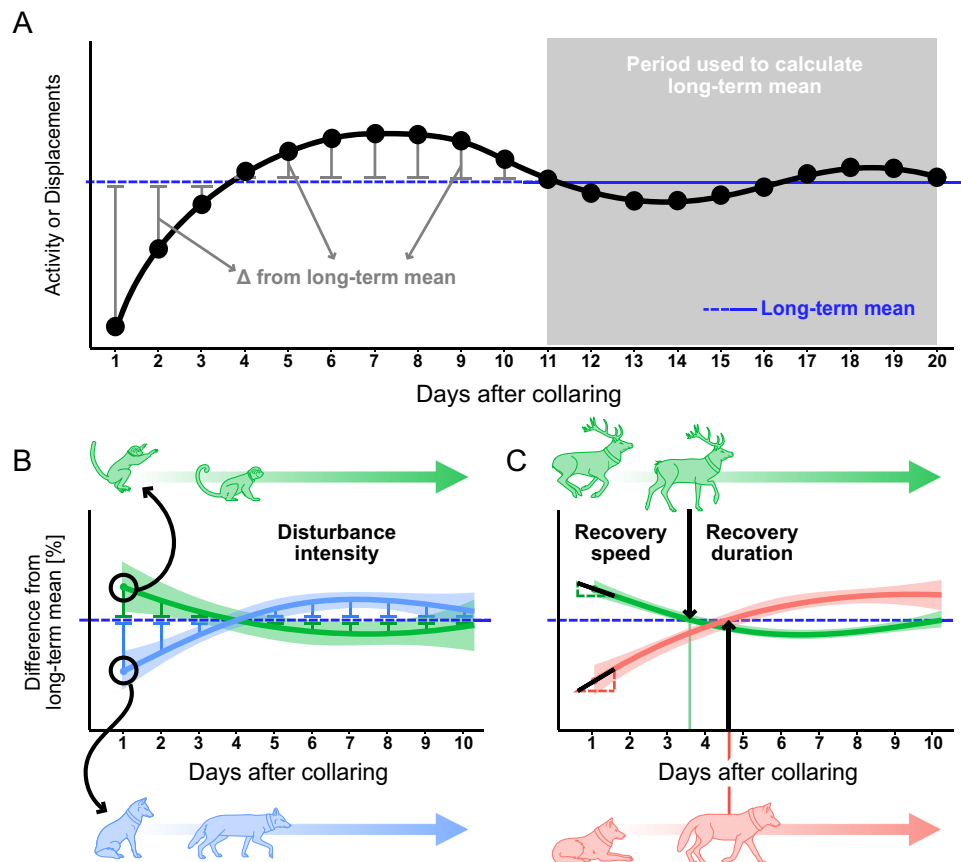 A
Activity or Displacements
Period used to calculate
long-term mean
Δ from long-term mean
Long-term mean
1 2 3 4 5 6 7 8 9 10 11 12 13 14 15 16 17 18 19 20
Days after collaring
B
Difference from
long-term mean [%]
Disturbance
intensity
1 2 3 4 5 6 7 8 9 10
Days after collaring
C
Recovery
speed
Recovery
duration
1 2 3 4 5 6 7 8 9 10
Days after collaring